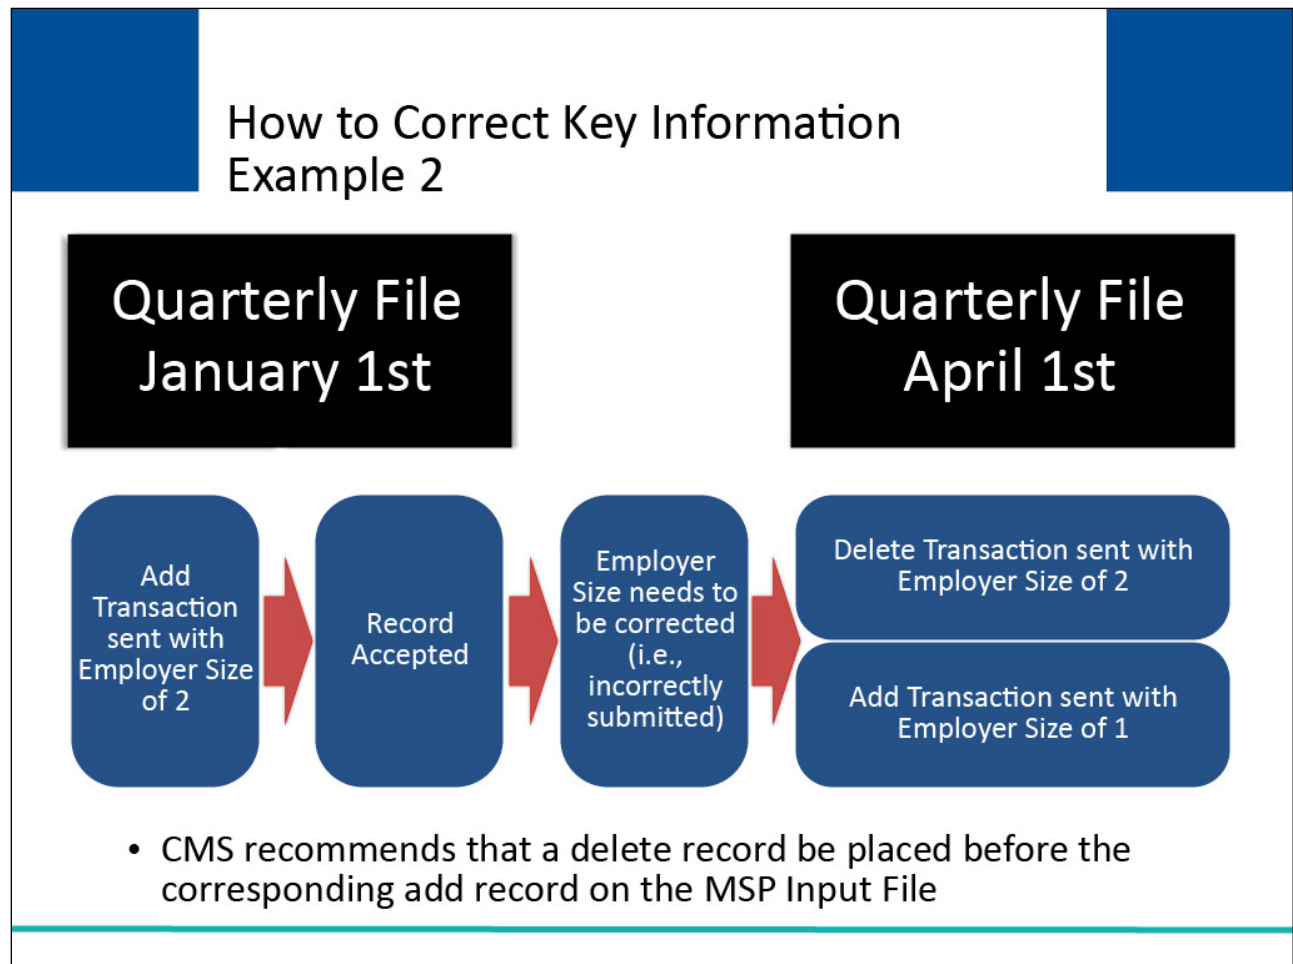 How to Correct Key Information
Example 2
Quarterly File
January 1st
Quarterly File
April 1st
Add
Transaction
sent with
Employer Size
of 2
Record
Accepted
Employer
Size needs to
be corrected
(i.e.,
incorrectly
submitted)
Delete Transaction sent with
Employer Size of 2
Add Transaction sent with
Employer Size of 1
• CMS recommends that a delete record be placed before the
corresponding add record on the MSP Input File